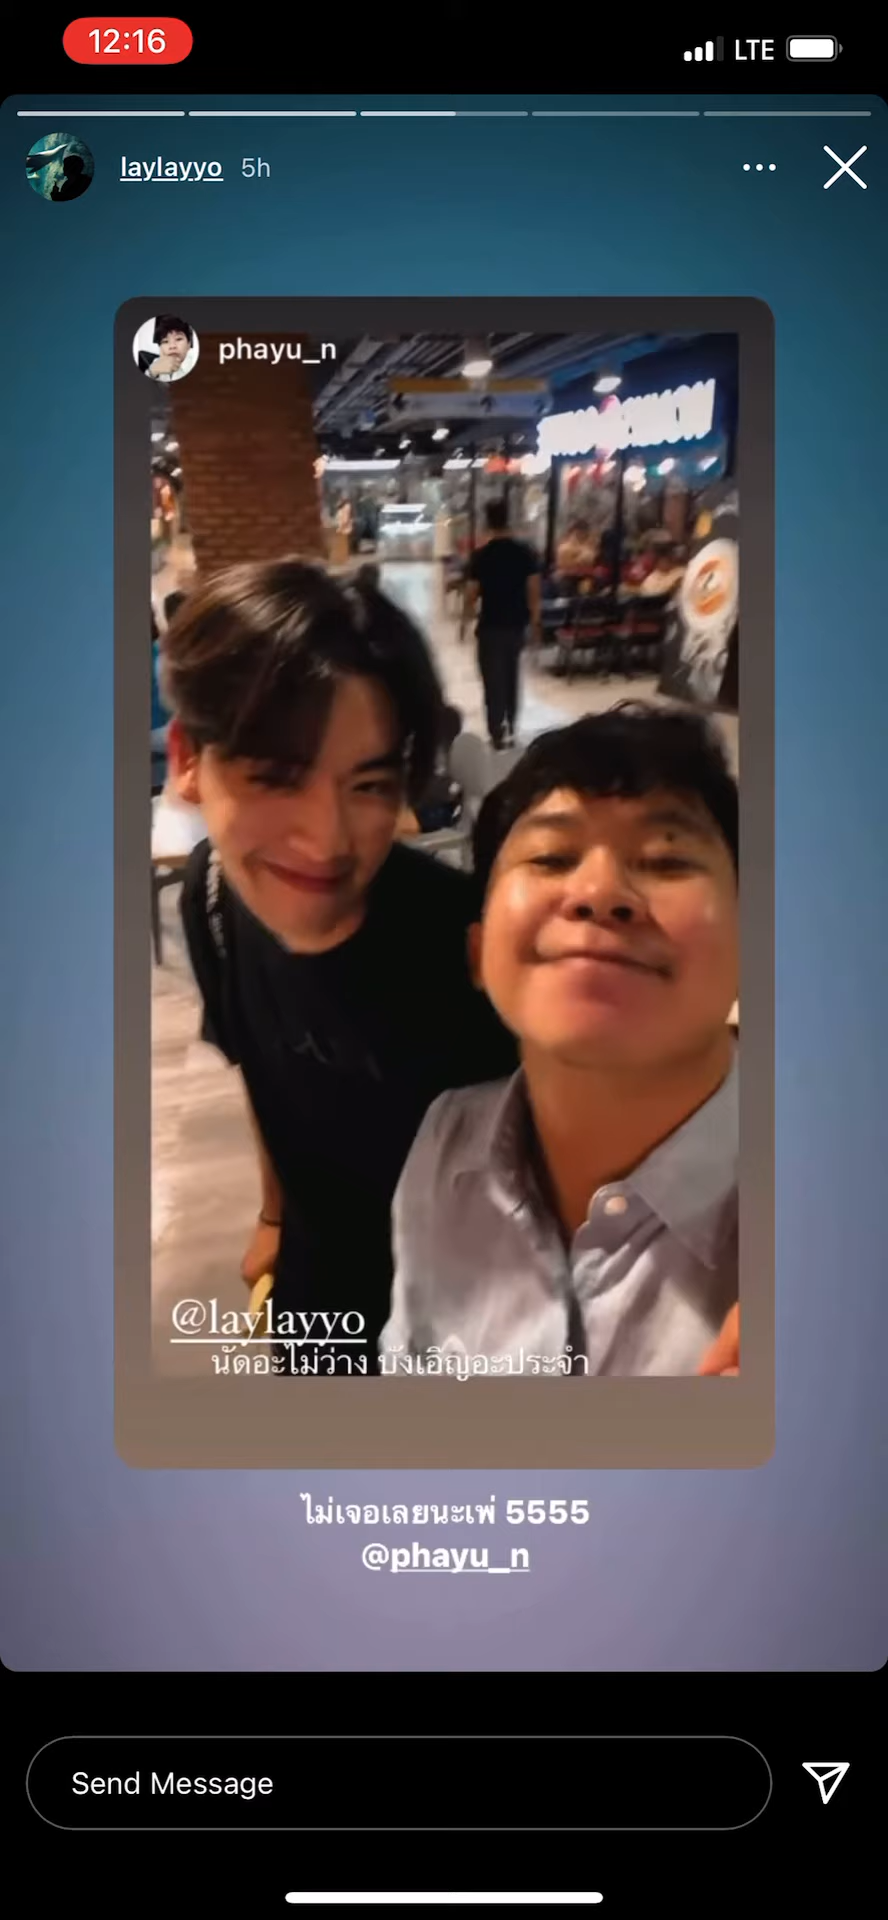 12:16
LTE
laylayyo 5h
phayu_n
@laylayyo
นัดอะไม่ว่าง บังเอิญอะประจำ
ไม่เจอเลยนะเพ่ 5555
@phayu_n
Send Message